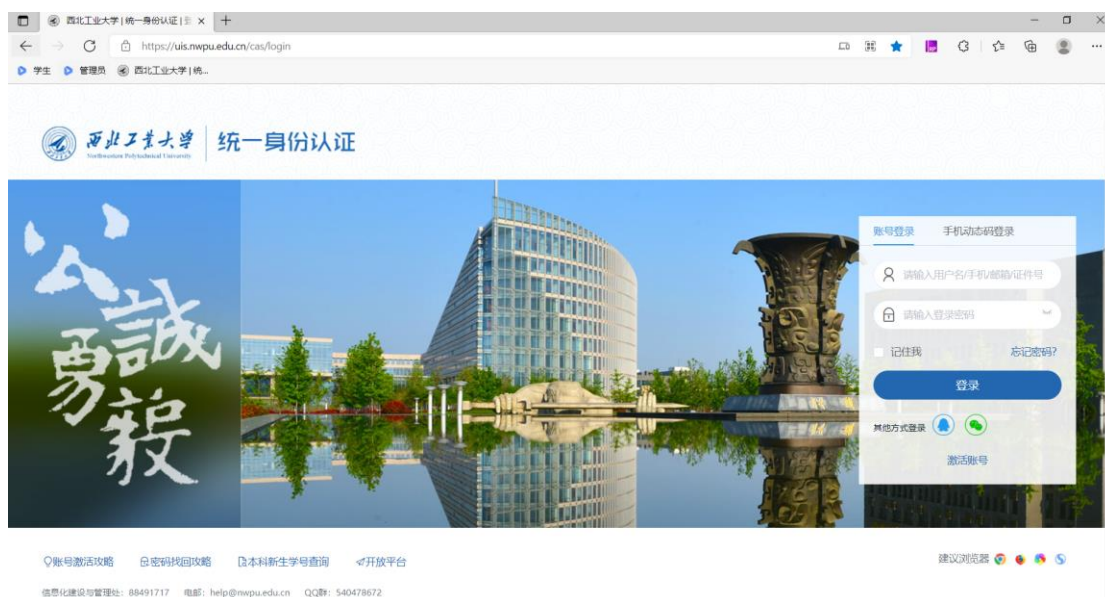 西北工业大学 | 统一身份认证 |
https://uis.nwpu.edu.cn/cas/login
学生 管理员 西北工业大学 | 统...
西北工业大学 统一身份认证
Northwestern Polytechnical University
公
誠
勇
毅
账号登录 手机动态码登录
请输入用户名/手机/邮箱/证件号
请输入登录密码
记住我 忘记密码?
登录
其他方式登录
激活账号
账号激活攻略 密码找回攻略 本科新生学号查询 开放平台
建议浏览器
信息化建设与管理处: 88491717 电邮: help@nwpu.edu.cn QQ群: 540478672